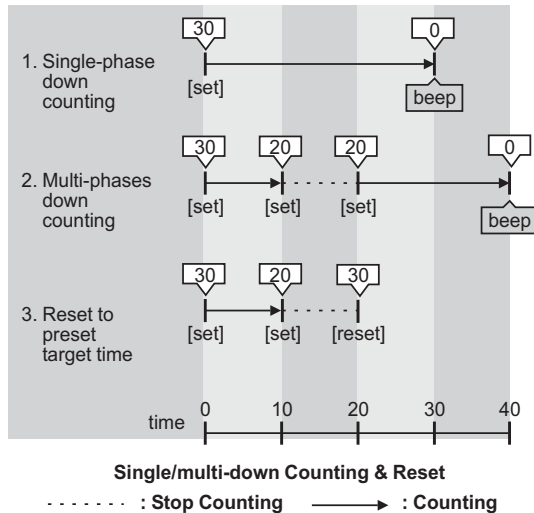 30 0
1. Single-phase
down
counting
[set]
beep
30 20 20 0
2. Multi-phases
down
counting
[set] [set] [set]
beep
30 20 30
3. Reset to
preset
target time
[set] [set] [reset]
time 0 10 20 30 40
Single/multi-down Counting & Reset
: Stop Counting : Counting